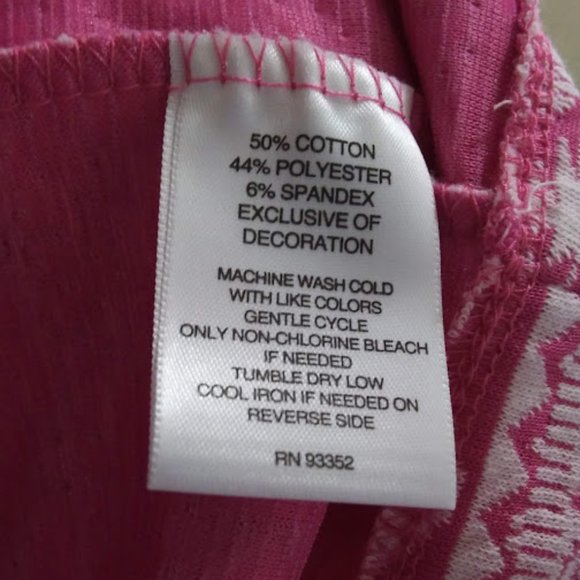 50% COTTON
44% POLYESTER
6% SPANDEX
EXCLUSIVE OF
DECORATION
MACHINE WASH COLD
WITH LIKE COLORS
GENTLE CYCLE
ONLY NON-CHLORINE BLEACH
IF NEEDED
TUMBLE DRY LOW
COOL IRON IF NEEDED ON
REVERSE SIDE
RN 93352